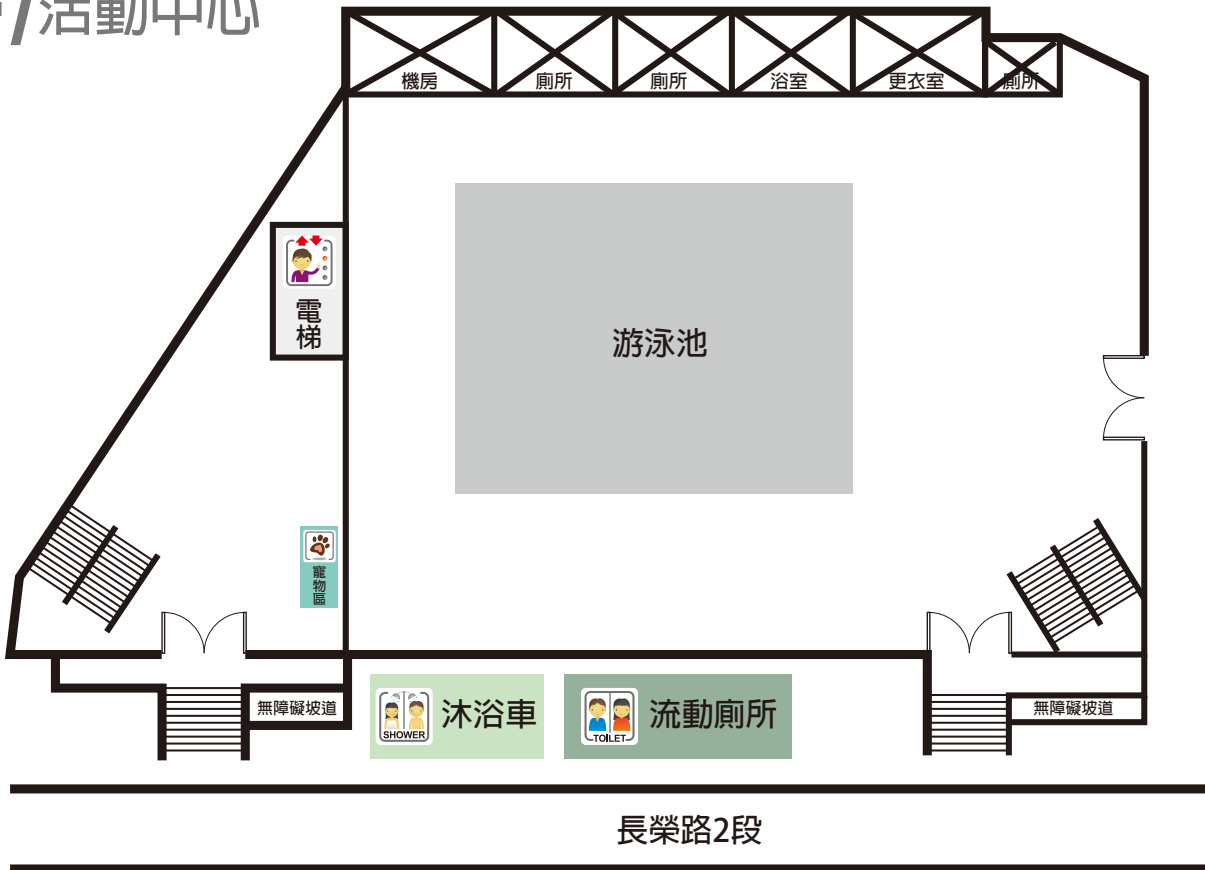 /活動中心
機房
廁所
廁所
浴室
更衣室
廁所
電梯
游泳池
寵物區
無障礙坡道
SHOWER
沐浴車
TOILET
流動廁所
無障礙坡道
長榮路2段